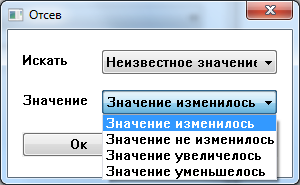 Отсев
Искать Неизвестное значение
Значение Значение изменилось
Значение изменилось
Ок Значение не изменилось
Значение увеличелось
Значение уменьшелось